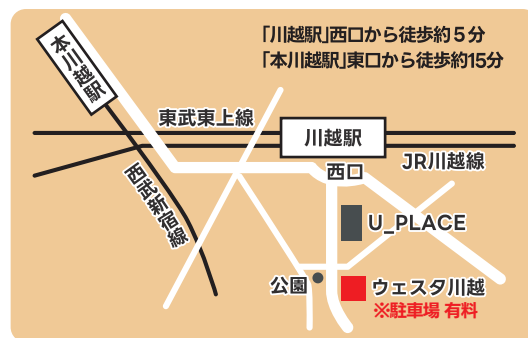 「川越駅」西口から徒歩約５分
「本川越駅」東口から徒歩約15分
本川越駅
東武東上線
川越駅
JR川越線
西口
西武新宿線
U_PLACE
公園
ウェスタ川越
※駐車場 有料